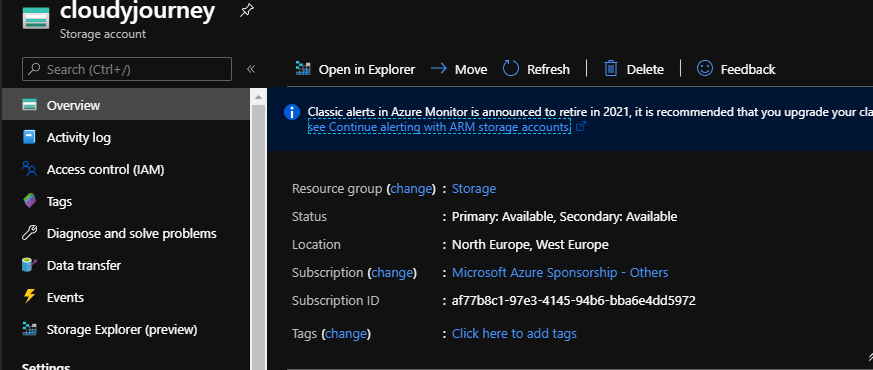 cloudyjourney
Storage account
Search (Ctrl+/)
«
Open in Explorer
Move
Refresh
Delete
Feedback
Overview
Activity log
Access control (IAM)
Tags
Diagnose and solve problems
Data transfer
Events
Storage Explorer (preview)
Settings
Classic alerts in Azure Monitor is announced to retire in 2021, it is recommended that you upgrade your cla
see Continue alerting with ARM storage accounts.
Resource group (change) : Storage
Status : Primary: Available, Secondary: Available
Location : North Europe, West Europe
Subscription (change) : Microsoft Azure Sponsorship - Others
Subscription ID : af77b8c1-97e3-4145-94b6-bba6e4dd5972
Tags (change) : Click here to add tags